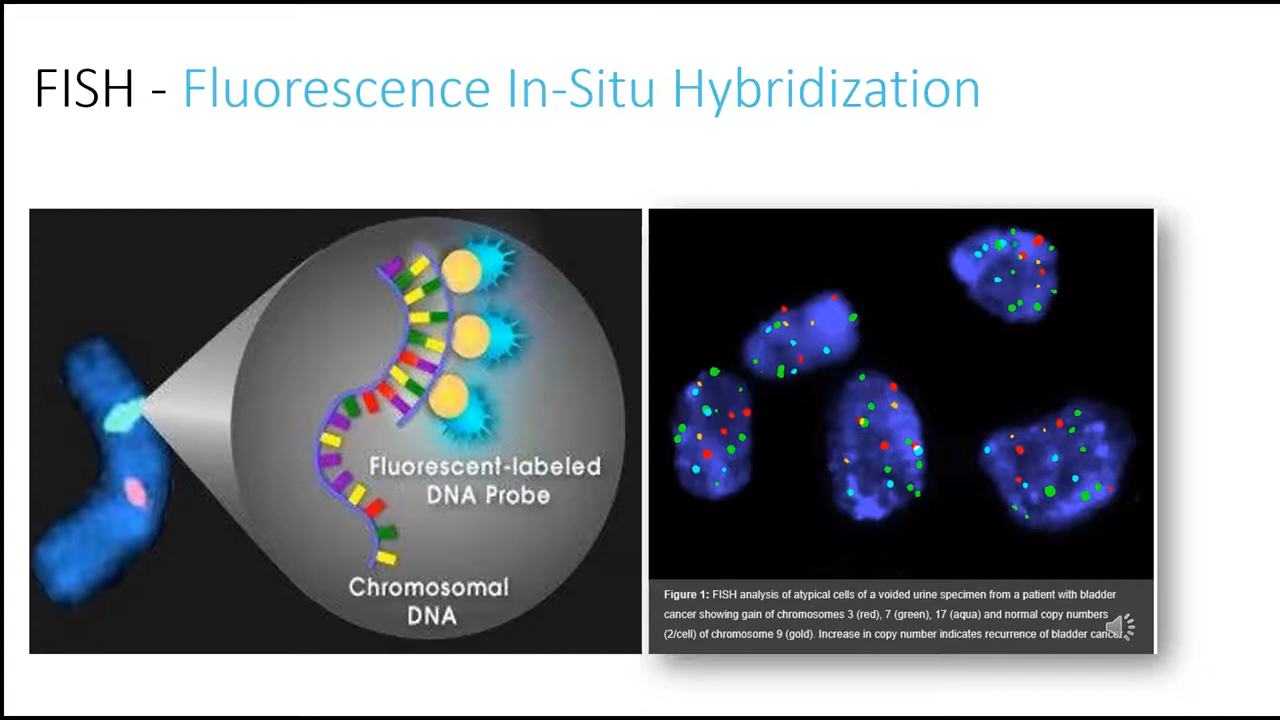 FISH - Fluorescence In-Situ Hybridization
Fluorescent-labeled
DNA Probe
Chromosomal
DNA
Figure 1: FISH analysis of atypical cells of a voided urine specimen from a patient with bladder
cancer showing gain of chromosomes 3 (red), 7 (green), 17 (aqua) and normal copy numbers
(2/cell) of chromosome 9 (gold). Increase in copy number indicates recurrence of bladder cancer.